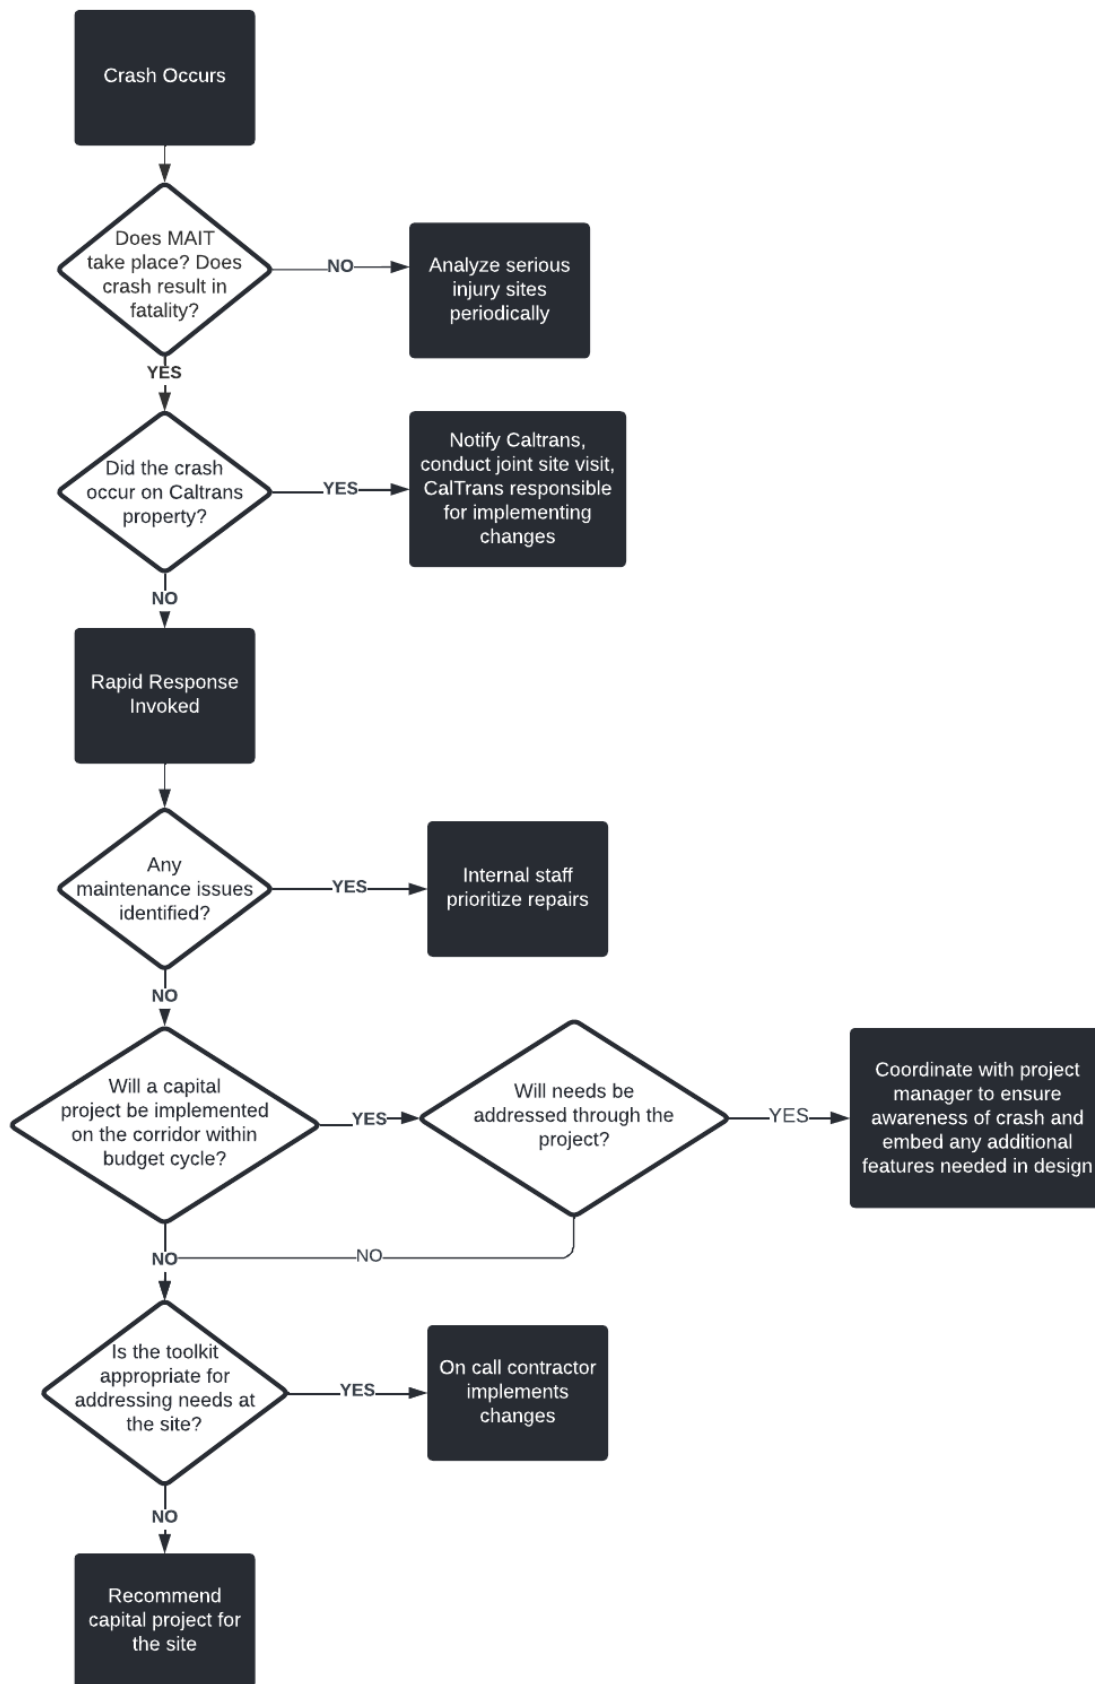 Crash Occurs
Does MAIT
take place? Does
crash result in
fatality?
NO
Analyze serious
injury sites
periodically
YES
Did the crash
occur on Caltrans
property?
YES
Notify Caltrans,
conduct joint site visit,
CalTrans responsible
for implementing
changes
NO
Rapid Response
Invoked
Any
maintenance issues
identified?
YES
Internal staff
prioritize repairs
NO
Will a capital
project be implemented
on the corridor within
budget cycle?
YES
Will needs be
addressed through the
project?
YES
Coordinate with project
manager to ensure
awareness of crash and
embed any additional
features needed in design
NO
NO
Is the toolkit
appropriate for
addressing needs at
the site?
YES
On call contractor
implements
changes
NO
Recommend
capital project for
the site